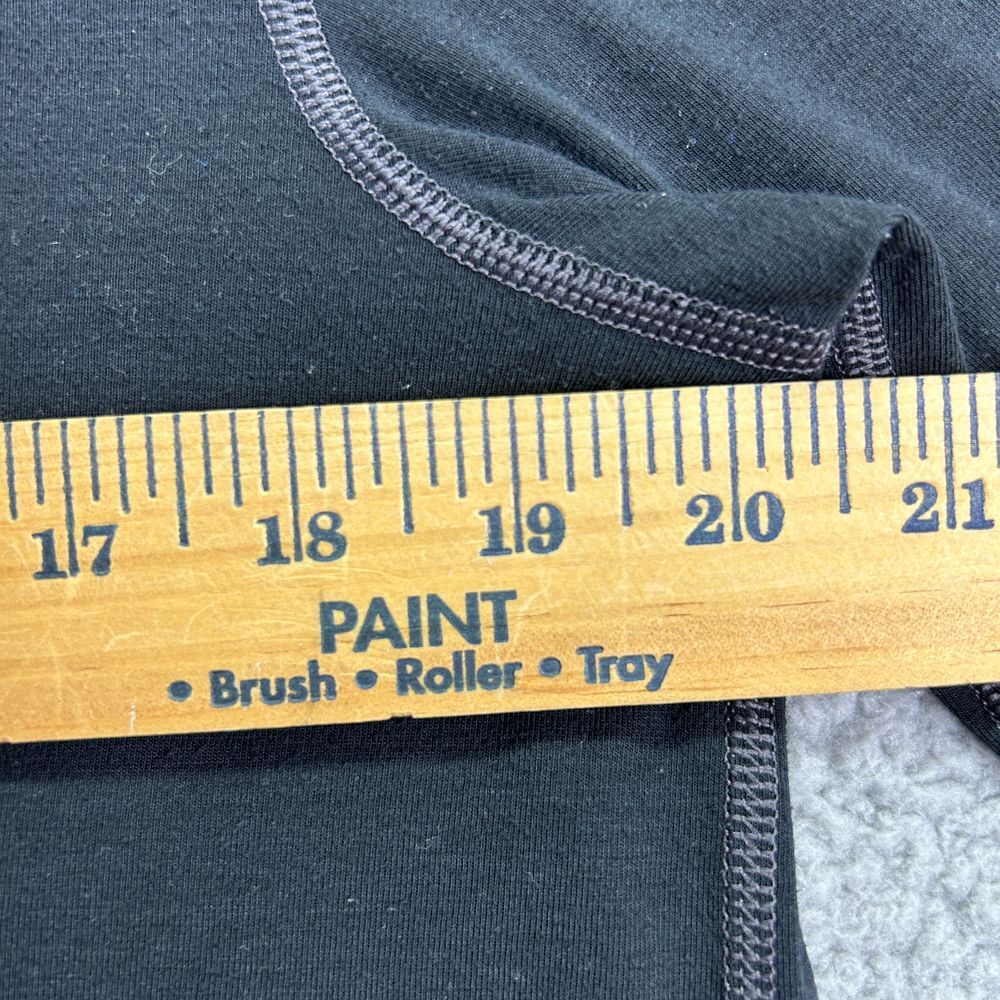 17 18 19 20 21
PAINT
• Brush • Roller • Tray